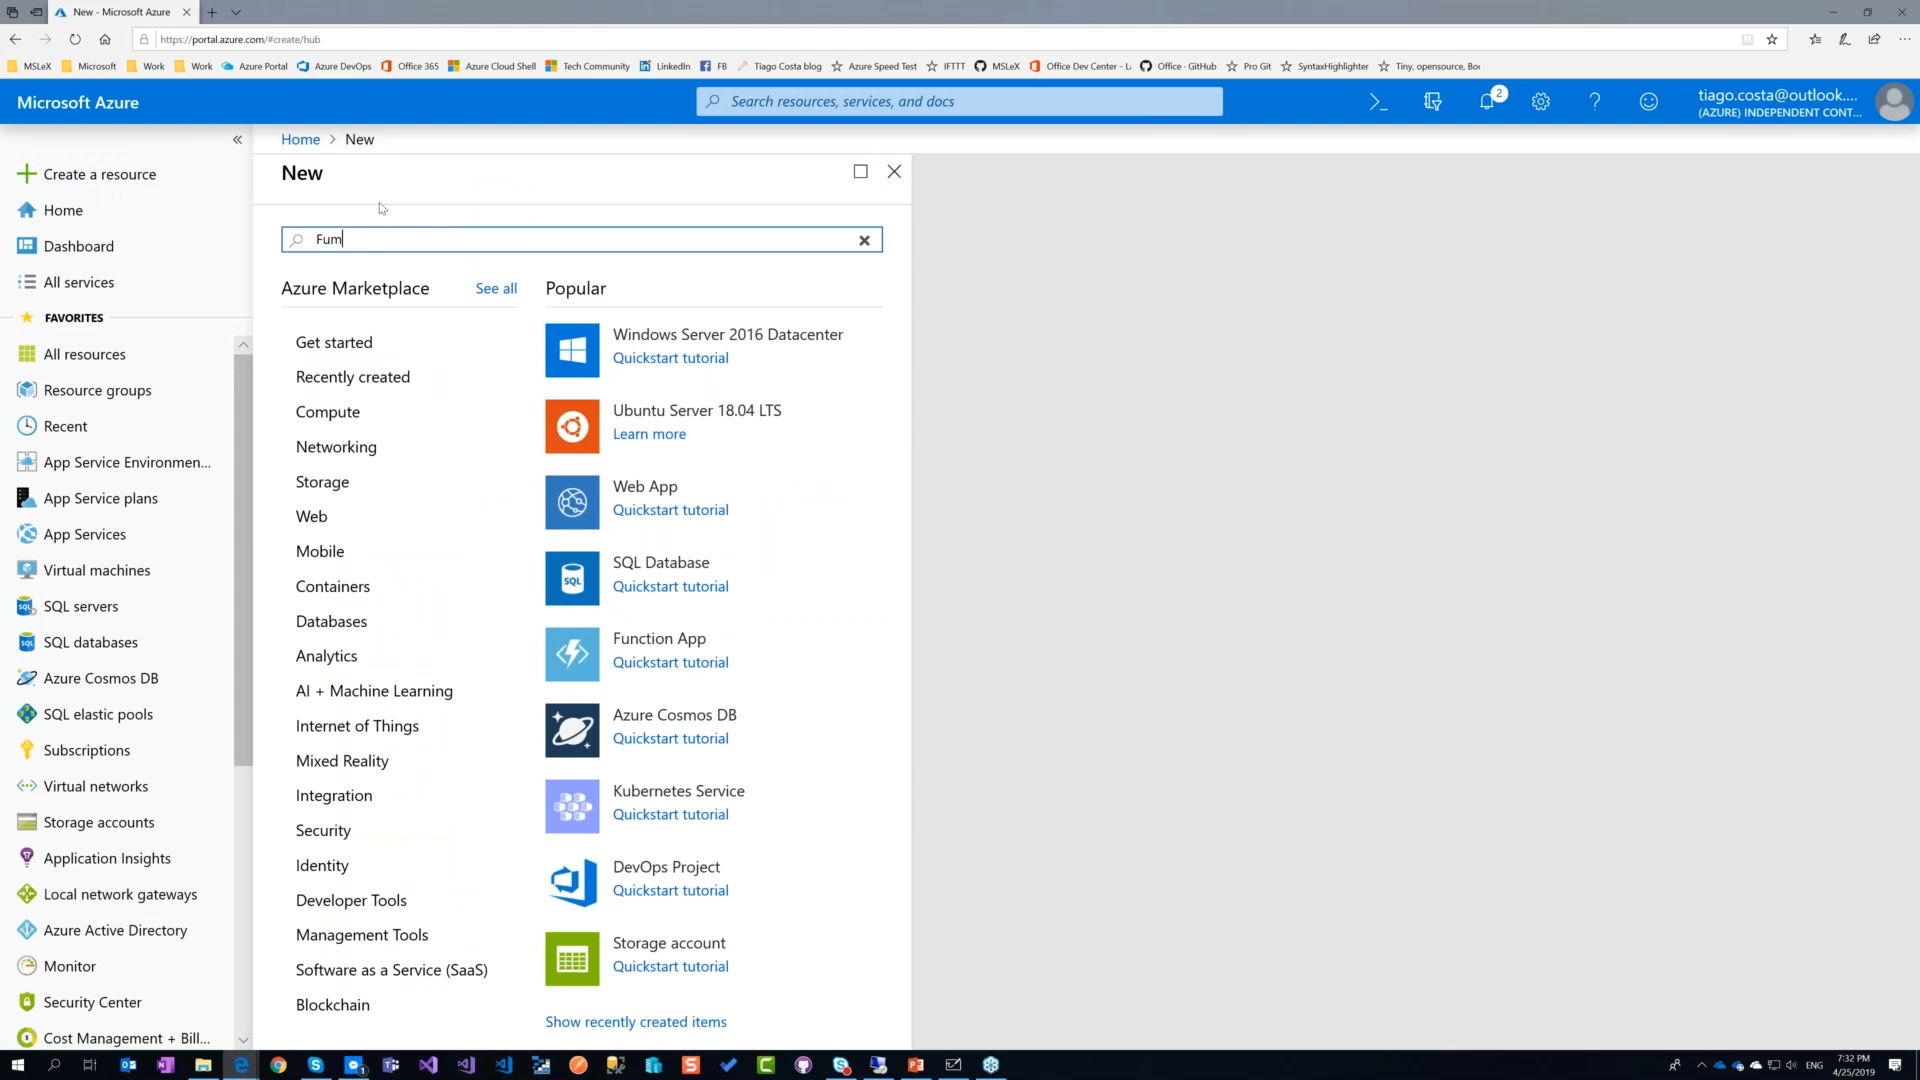 New - Microsoft Azure
https://portal.azure.com/#create/hub
MSLeX
Microsoft
Work
Work
Azure Portal
Azure DevOps
Office 365
Azure Cloud Shell
Tech Community
LinkedIn
FB
Tiago Costa blog
Azure Speed Test
IFTTT
MSLeX
Office Dev Center - L
Office · GitHub
Pro Git
SyntaxHighlighter
Tiny, opensource, Boo
Microsoft Azure
Search resources, services, and docs
2
tiago.costa@outlook....
(AZURE) INDEPENDENT CONT...
Create a resource
Home
Dashboard
All services
FAVORITES
All resources
Resource groups
Recent
App Service Environmen...
App Service plans
App Services
Virtual machines
SQL servers
SQL databases
Azure Cosmos DB
SQL elastic pools
Subscriptions
Virtual networks
Storage accounts
Application Insights
Local network gateways
Azure Active Directory
Monitor
Security Center
Cost Management + Bill...
Home > New
New
Fum
Azure Marketplace
See all
Get started
Recently created
Compute
Networking
Storage
Web
Mobile
Containers
Databases
Analytics
AI + Machine Learning
Internet of Things
Mixed Reality
Integration
Security
Identity
Developer Tools
Management Tools
Software as a Service (SaaS)
Blockchain
Popular
Windows Server 2016 Datacenter
Quickstart tutorial
Ubuntu Server 18.04 LTS
Learn more
Web App
Quickstart tutorial
SQL
SQL Database
Quickstart tutorial
Function App
Quickstart tutorial
Azure Cosmos DB
Quickstart tutorial
Kubernetes Service
Quickstart tutorial
DevOps Project
Quickstart tutorial
Storage account
Quickstart tutorial
Show recently created items
ENG
7:32 PM
4/25/2019